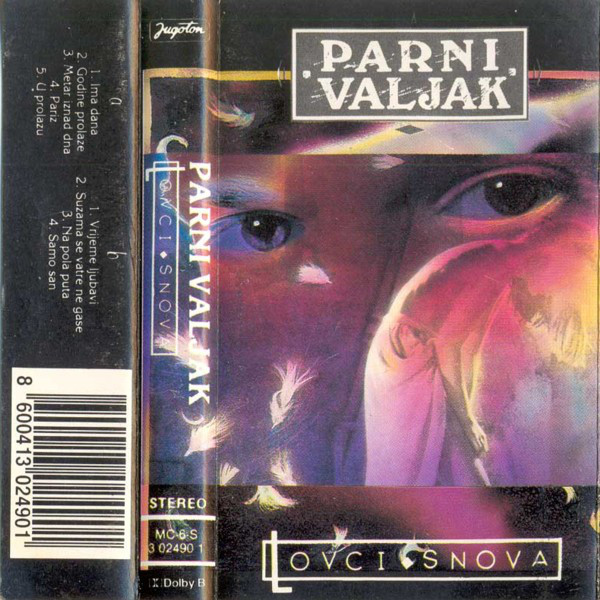 a
1. Ima dana
2. Godine prolaze
3. Metar iznad dna
4. Pariz
5. U prolazu
b
1. Vrijeme ljubavi
2. Suzama se vatre ne gase
3. Na pola puta
4. Samo san
8 600413 024901
Jugoton
PARNI VALJAK
LOVCI SNOVA
STEREO
MC-6-S
3 02490 1
Dolby B
PARNI
VALJAK
LOVCI SNOVA